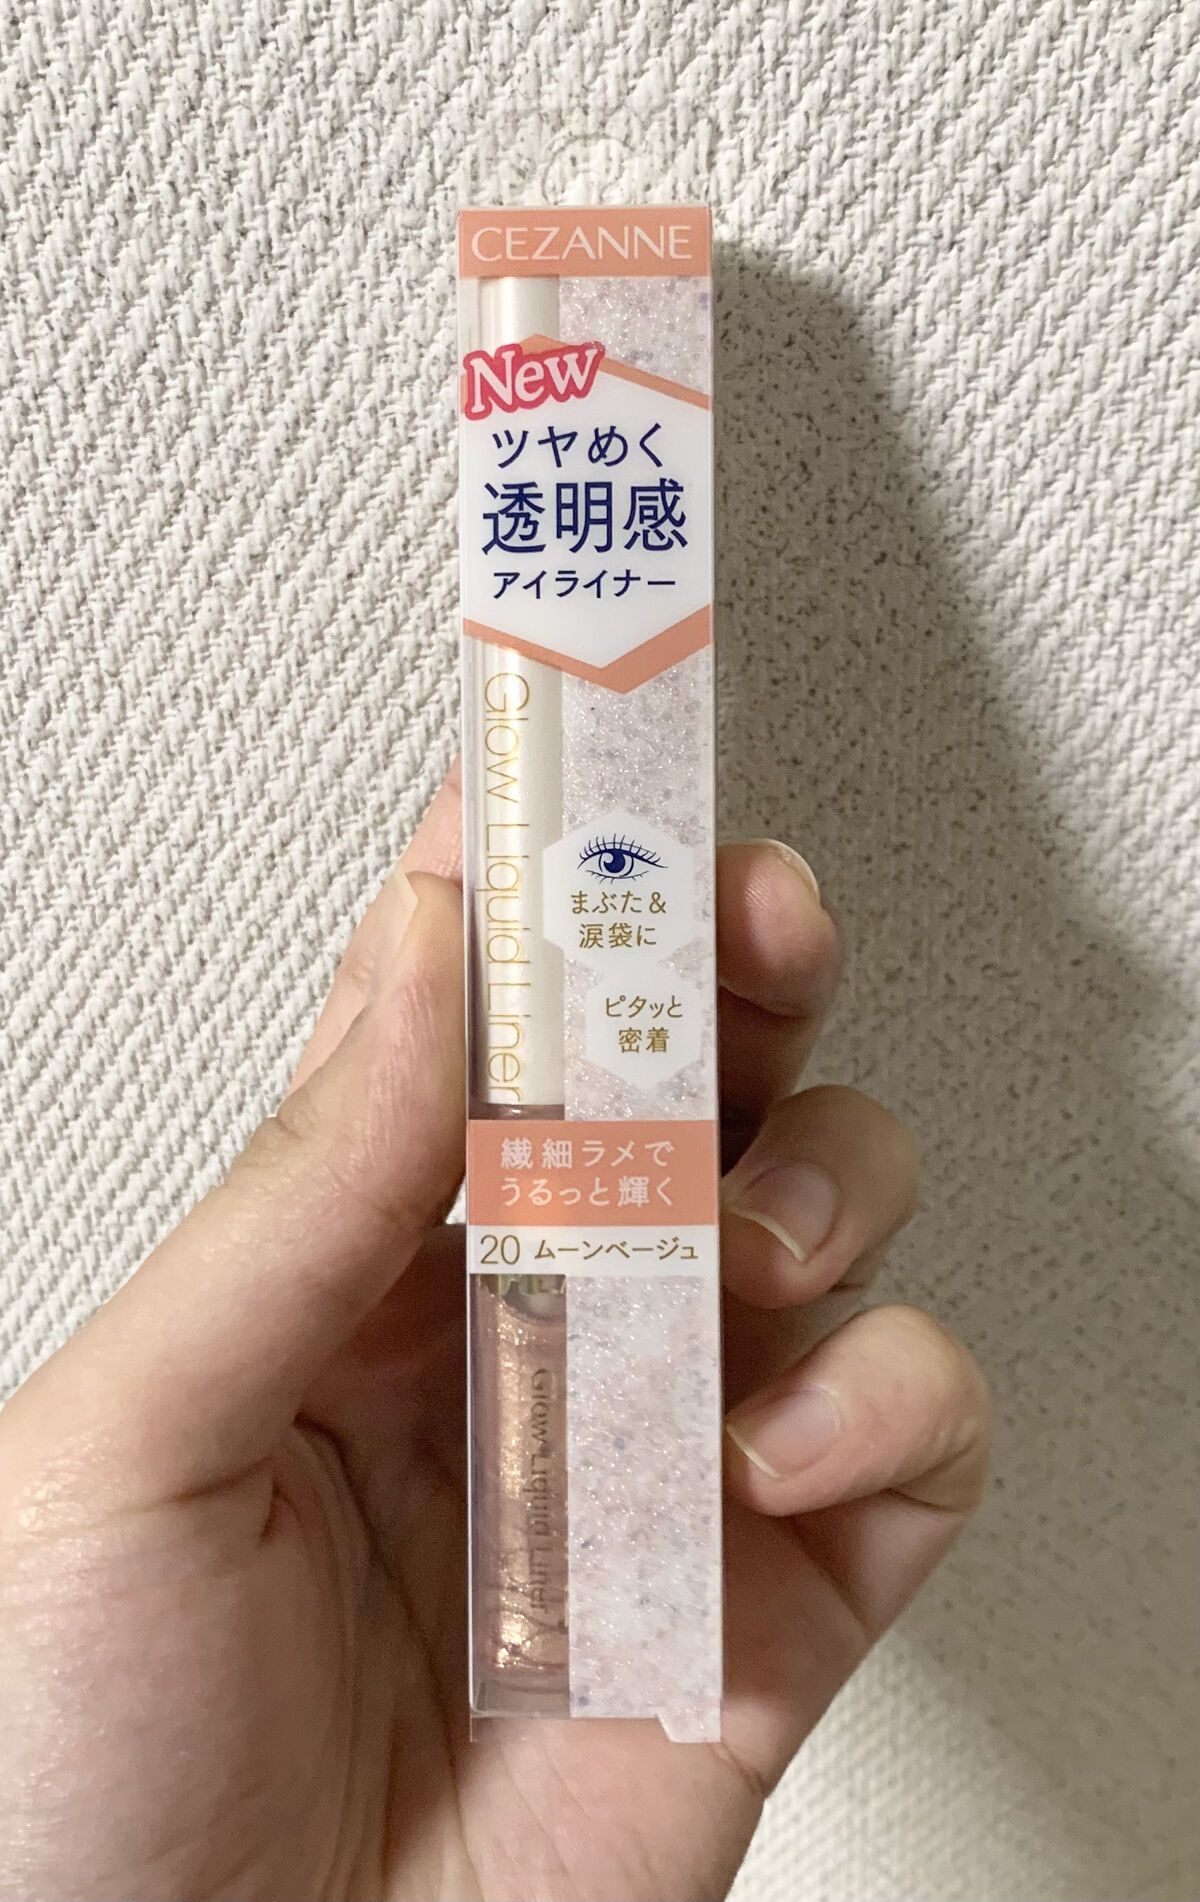 CEZANNE
New
ツヤめく
透明感
アイライナー
Glow Liquid Liner
まぶた&
涙袋に
ピタッと
密着
繊細ラメで
うるっと輝く
20 ムーンベージュ
Glow Liquid Liner